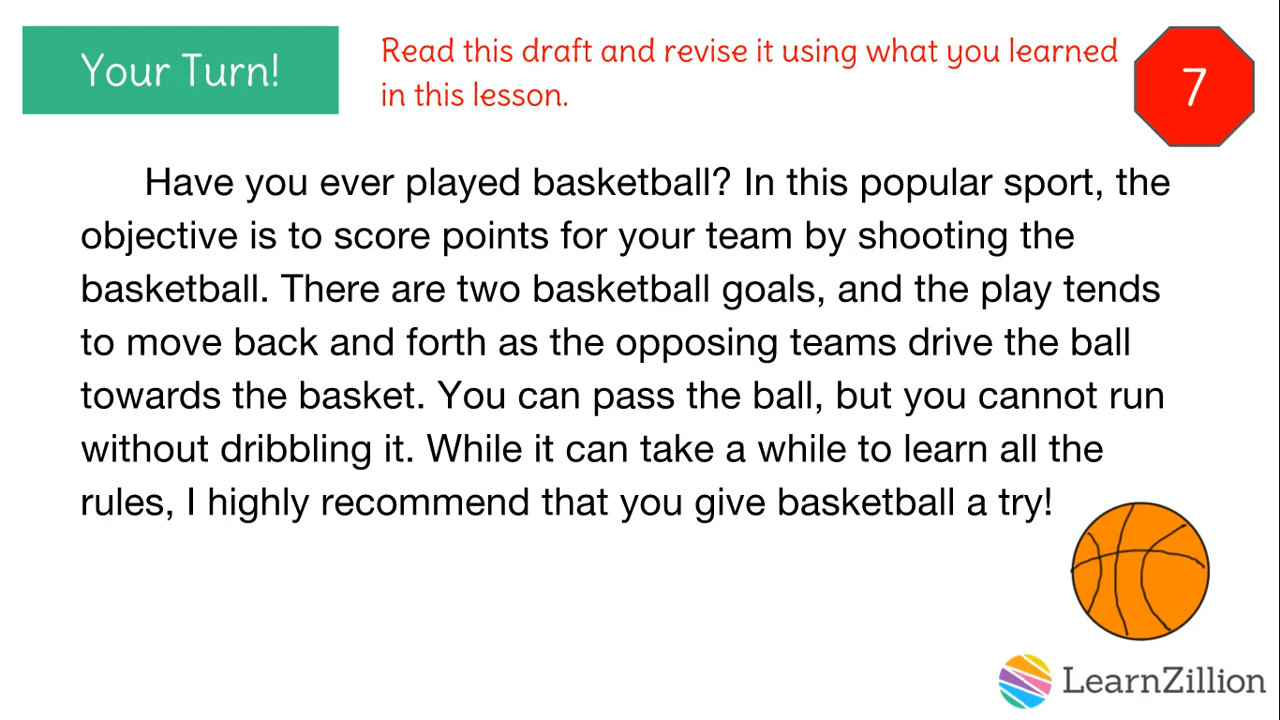 Your Turn!
Read this draft and revise it using what you learned
in this lesson.
7
Have you ever played basketball? In this popular sport, the
objective is to score points for your team by shooting the
basketball. There are two basketball goals, and the play tends
to move back and forth as the opposing teams drive the ball
towards the basket. You can pass the ball, but you cannot run
without dribbling it. While it can take a while to learn all the
rules, I highly recommend that you give basketball a try!
LearnZillion